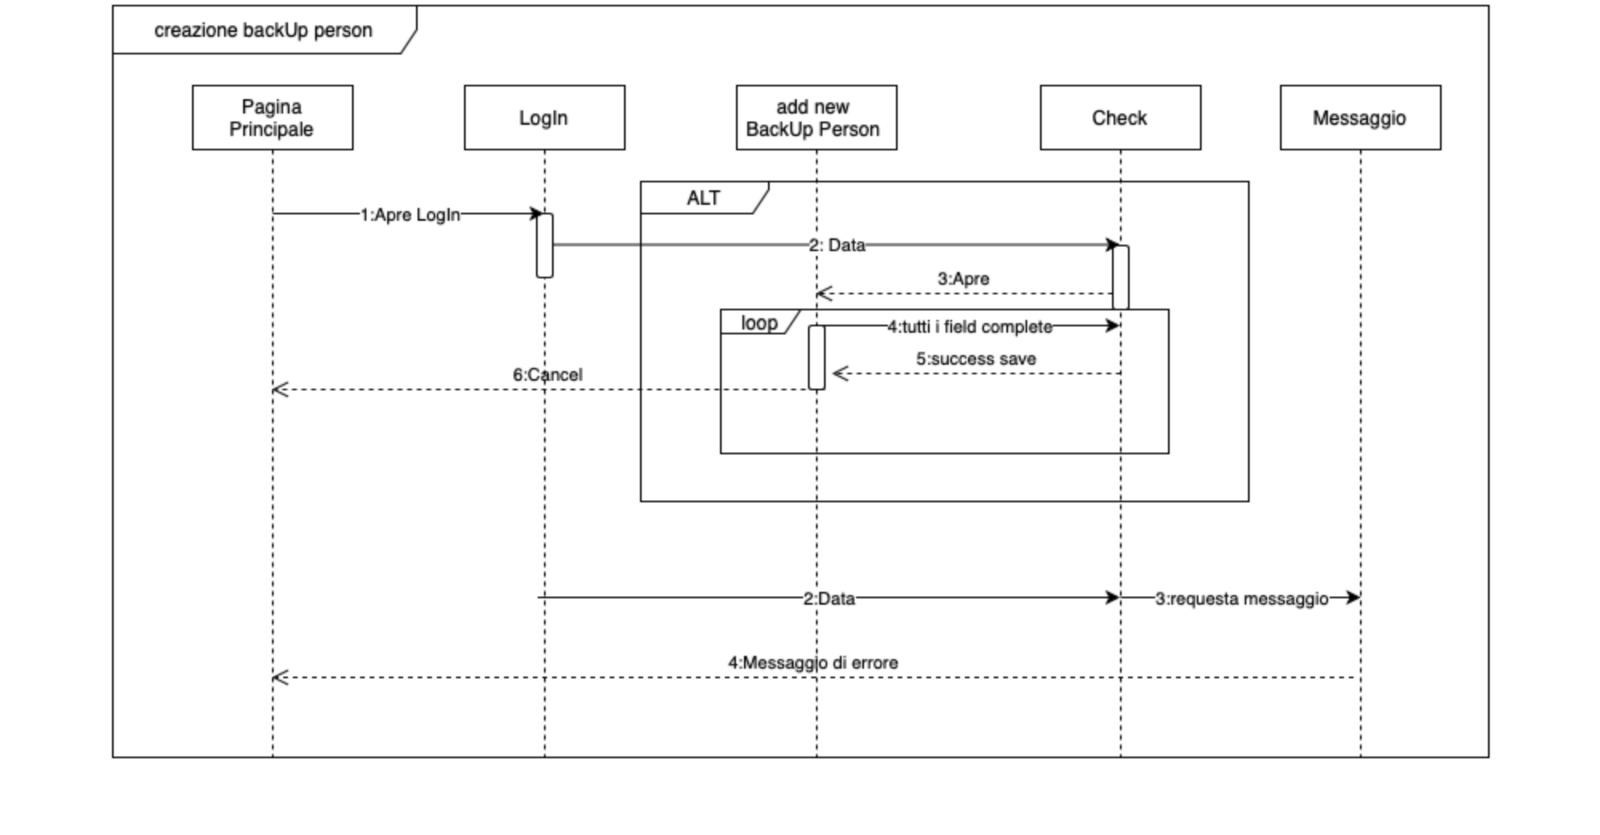 creazione backUp person
Pagina
Principale
LogIn
add new
BackUp Person
Check
Messaggio
ALT
1:Apre LogIn
2: Data
3:Apre
loop
4:tutti i field complete
5:success save
6:Cancel
2:Data
3:requesta messaggio
4:Messaggio di errore